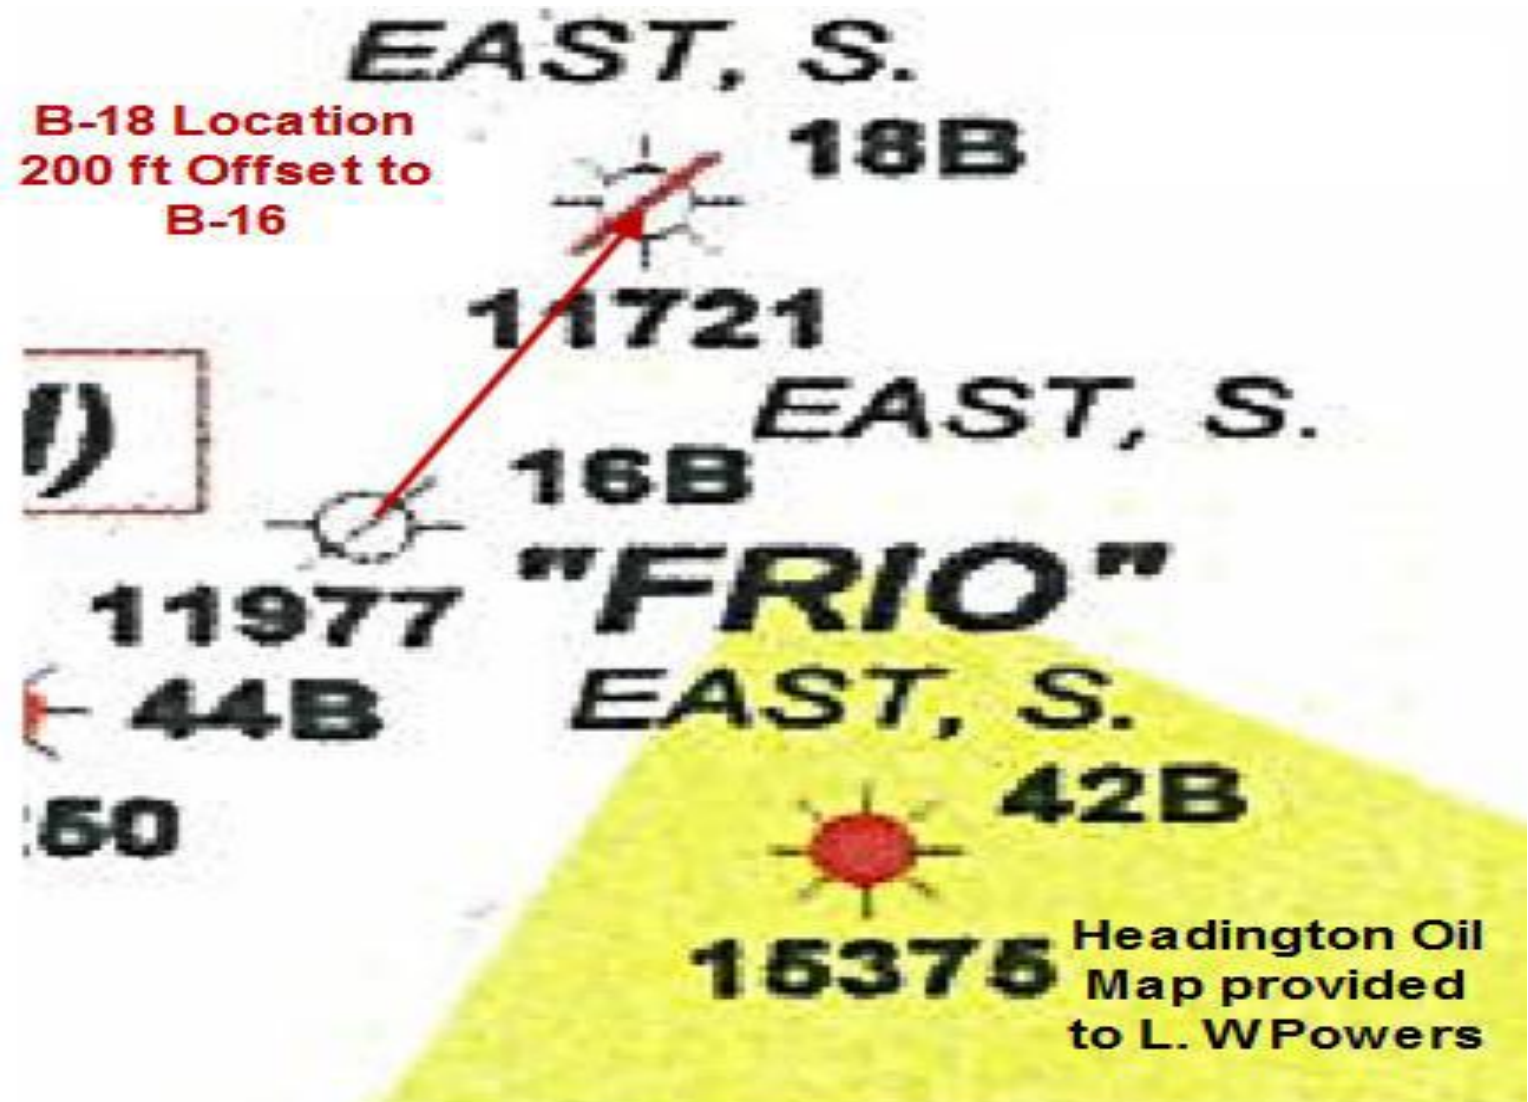 EAST, S.
B-18 Location
200 ft Offset to
B-16
18B
11721
EAST, S.
16B
"FRIO"
11977
EAST, S.
44B
42B
50
15375
Headington Oil
Map provided
to L. W Powers